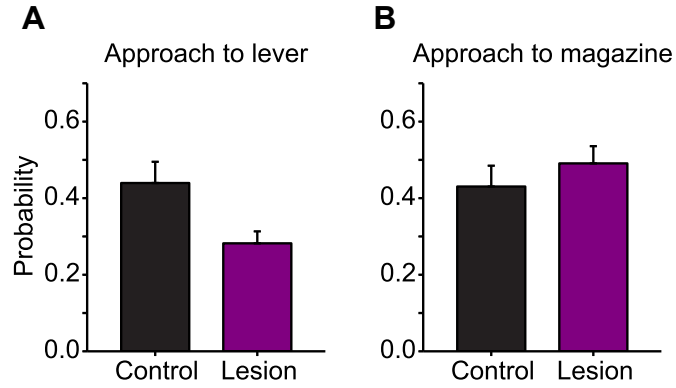 A
Approach to lever
Probability
0.6
0.4
0.2
0.0
Control Lesion
B
Approach to magazine
0.6
0.4
0.2
0.0
Control Lesion